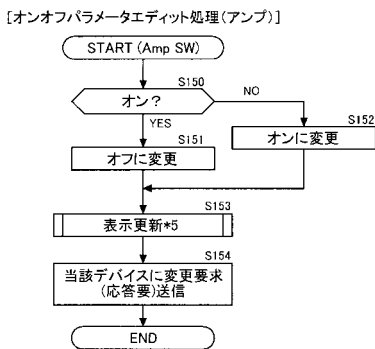 [オンオフパラメータエディット処理(アンプ)]
START (Amp SW)
S150
オン?
NO
YES
S151
オフに変更
S152
オンに変更
S153
表示更新*5
S154
当該デバイスに変更要求
(応答要)送信
END